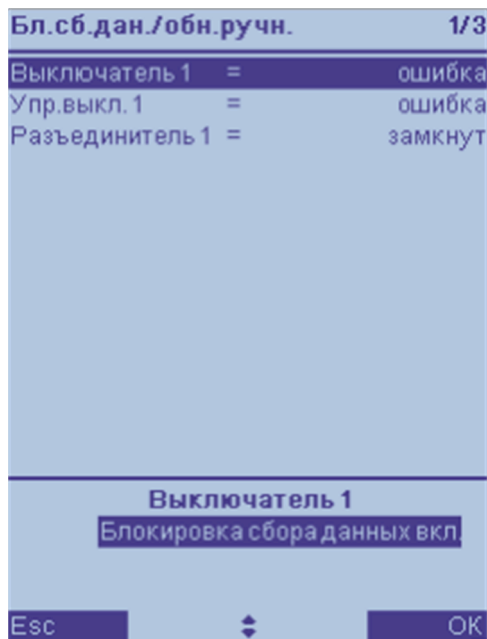 Бл.сб.дан./обн.ручн. 1/3
Выключатель 1 = ошибка
Упр.выкл. 1 = ошибка
Разъединитель 1 = замкнут
Выключатель 1
Блокировка сбора данных вкл.
Esc OK